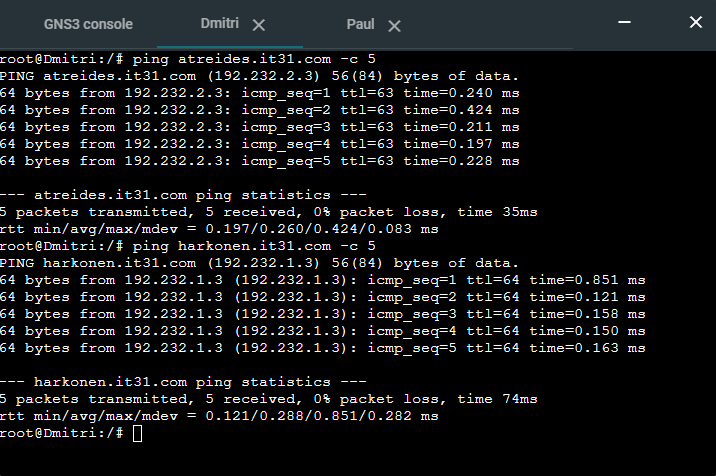 GNS3 console Dmitri Paul
root@Dmitri:/# ping atreides.it31.com -c 5
PING atreides.it31.com (192.232.2.3) 56(84) bytes of data.
64 bytes from 192.232.2.3: icmp_seq=1 ttl=63 time=0.240 ms
64 bytes from 192.232.2.3: icmp_seq=2 ttl=63 time=0.424 ms
64 bytes from 192.232.2.3: icmp_seq=3 ttl=63 time=0.211 ms
64 bytes from 192.232.2.3: icmp_seq=4 ttl=63 time=0.197 ms
64 bytes from 192.232.2.3: icmp_seq=5 ttl=63 time=0.228 ms
--- atreides.it31.com ping statistics ---
5 packets transmitted, 5 received, 0% packet loss, time 35ms
rtt min/avg/max/mdev = 0.197/0.260/0.424/0.083 ms
root@Dmitri:/# ping harkonen.it31.com -c 5
PING harkonen.it31.com (192.232.1.3) 56(84) bytes of data.
64 bytes from 192.232.1.3 (192.232.1.3): icmp_seq=1 ttl=64 time=0.851 ms
64 bytes from 192.232.1.3 (192.232.1.3): icmp_seq=2 ttl=64 time=0.121 ms
64 bytes from 192.232.1.3 (192.232.1.3): icmp_seq=3 ttl=64 time=0.158 ms
64 bytes from 192.232.1.3 (192.232.1.3): icmp_seq=4 ttl=64 time=0.150 ms
64 bytes from 192.232.1.3 (192.232.1.3): icmp_seq=5 ttl=64 time=0.163 ms
--- harkonen.it31.com ping statistics ---
5 packets transmitted, 5 received, 0% packet loss, time 74ms
rtt min/avg/max/mdev = 0.121/0.288/0.851/0.282 ms
root@Dmitri:/#